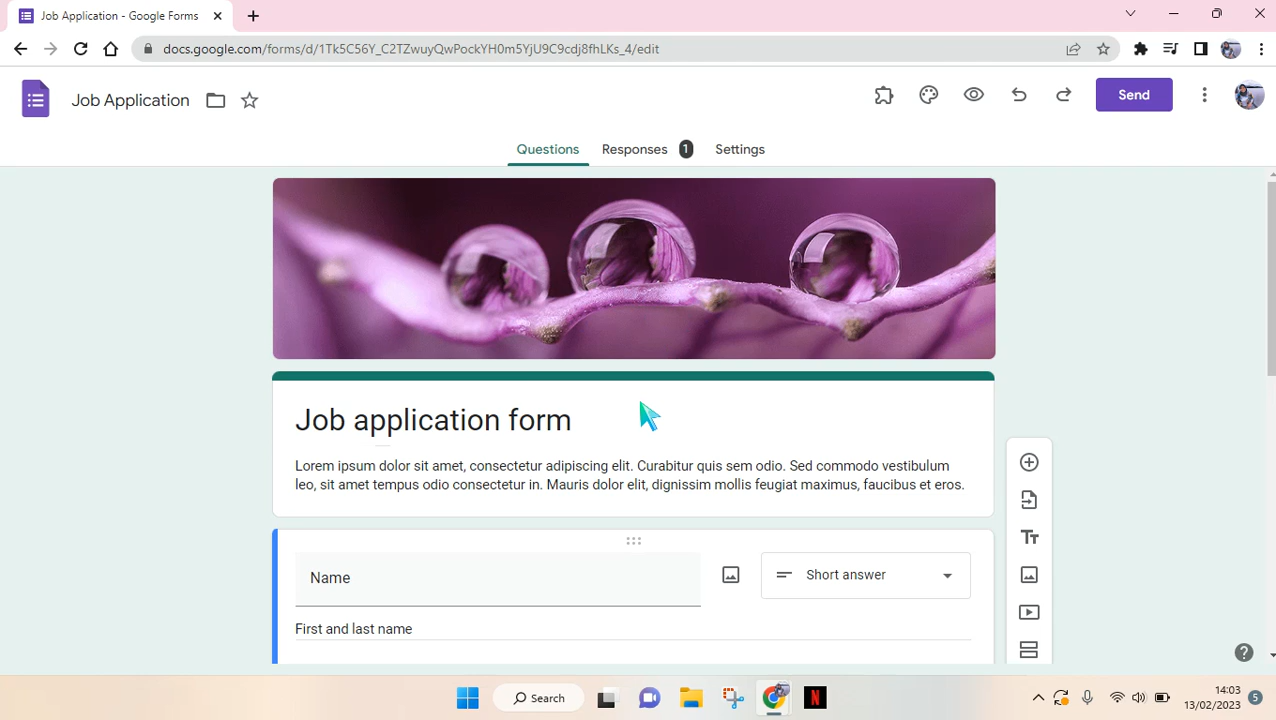 Job Application - Google Forms
docs.google.com/forms/d/1Tk5C56Y_C2TZwuyQwPockYH0m5YjU9C9cdj8fhLKs_4/edit
Job Application
Send
Questions
Responses 1
Settings
Job application form
Lorem ipsum dolor sit amet, consectetur adipiscing elit. Curabitur quis sem odio. Sed commodo vestibulum
leo, sit amet tempus odio consectetur in. Mauris dolor elit, dignissim mollis feugiat maximus, faucibus et eros.
Tт
Name
Short answer
First and last name
Search
N
14:03
13/02/2023
5